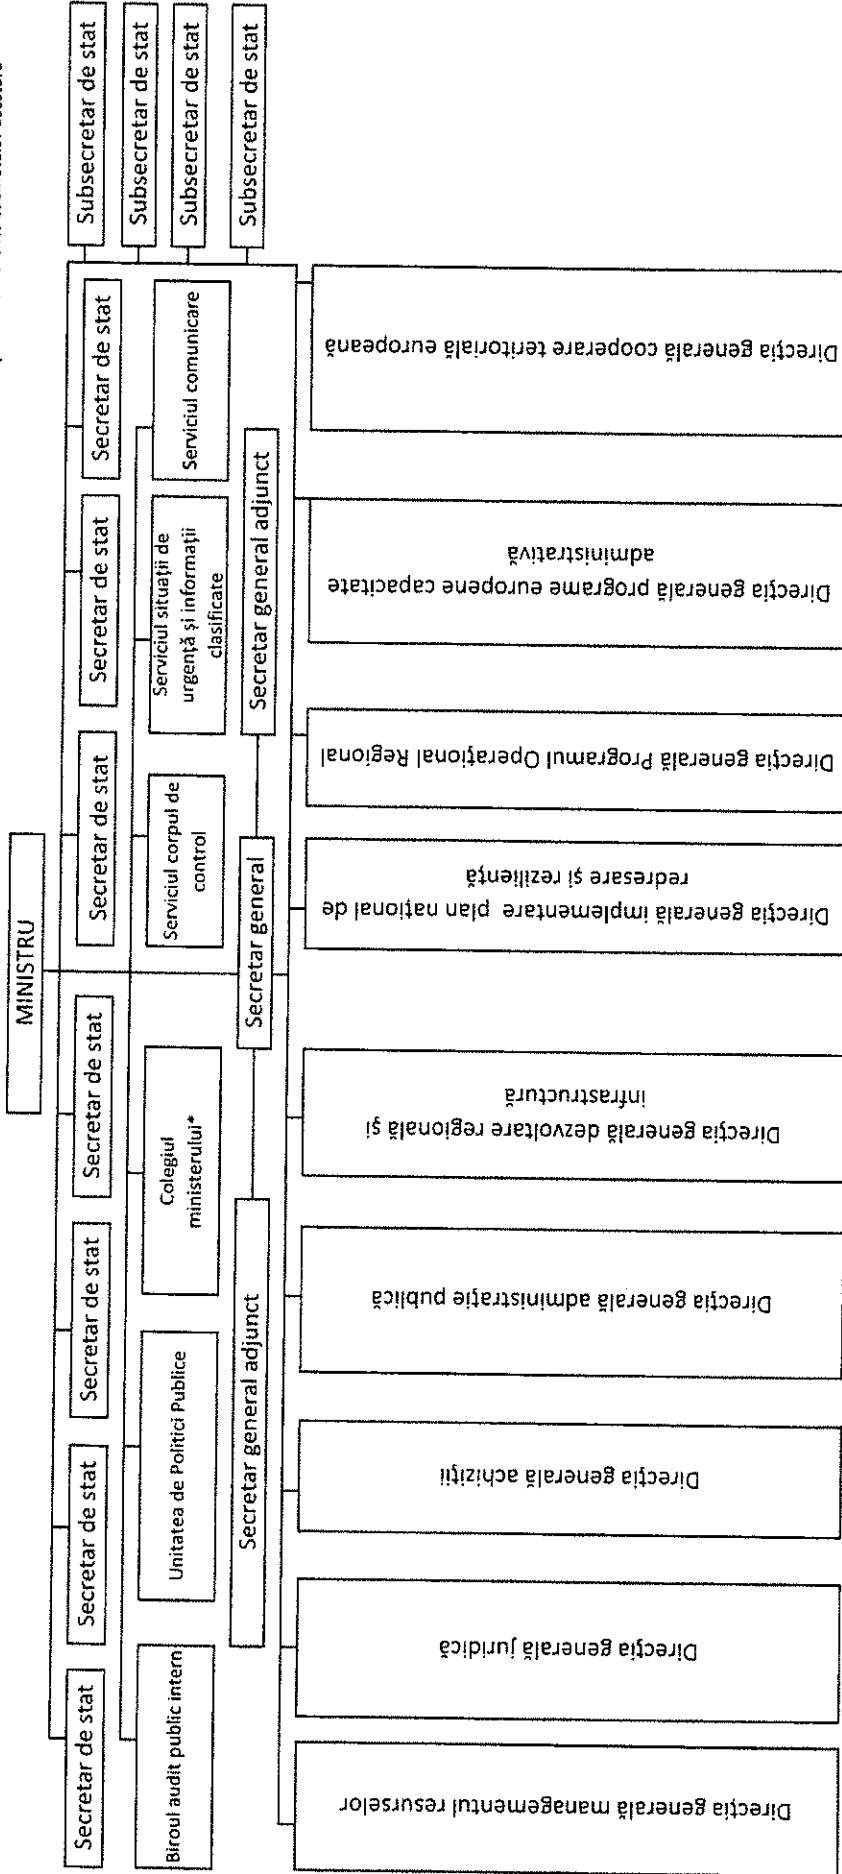 MINISTRU
Secretar de stat
Secretar de stat
Secretar de stat
Secretar de stat
Secretar de stat
Secretar de stat
Secretar de stat
Subsecretar de stat
Subsecretar de stat
Subsecretar de stat
Subsecretar de stat
Biroul audit public intern
Unitatea de Politici Publice
Colegiul
ministerului*
Serviciul corpul de
control
Serviciul situații de
urgență și informații
clasificate
Serviciul comunicare
Secretar general adjunct
Secretar general
Secretar general adjunct
Direcția generală managementul resurselor
Direcția generală juridică
Direcția generală achiziții
Direcția generală administrație publică
Direcția generală dezvoltare regională și
infrastructură
Direcția generală implementare plan național de
redresare și reziliență
Direcția generală Programul Operațional Regional
Direcția generală programe europene capacitate
administrativă
Direcția generală cooperare teritorială europeană